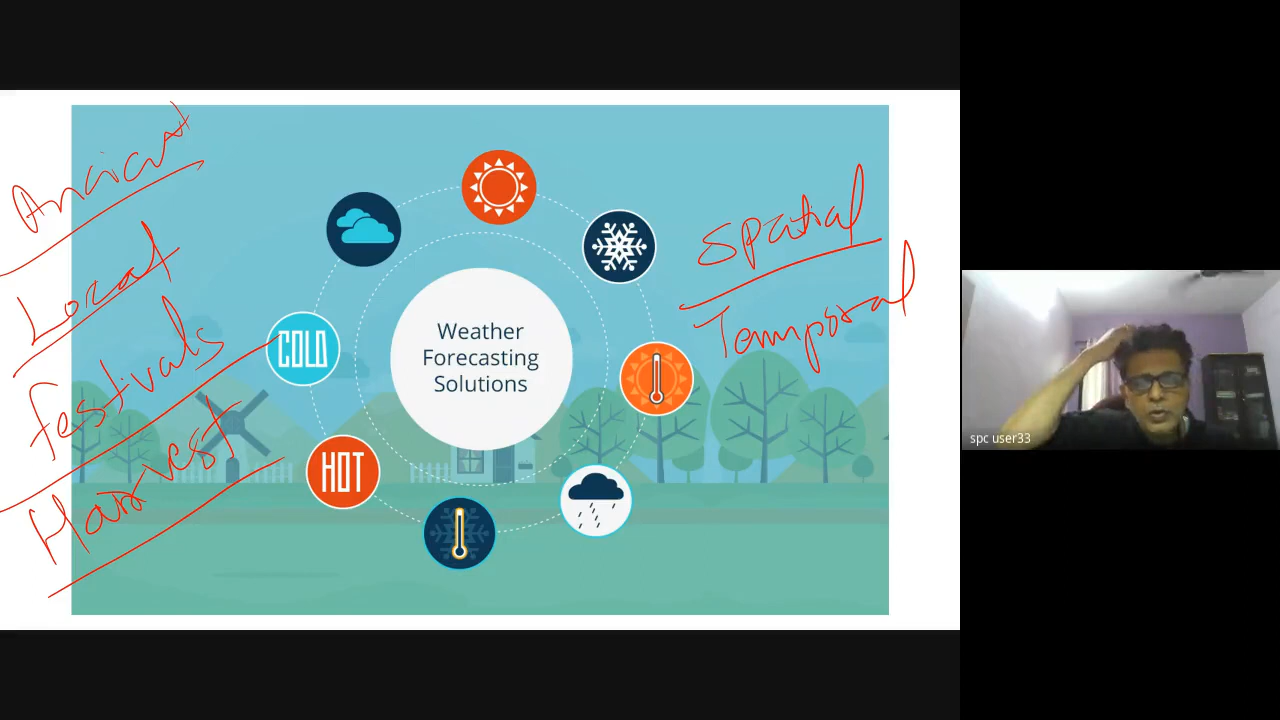 Ancient
Local
Festivals
Harvest
COLD
HOT
Weather
Forecasting
Solutions
Spatial
Temporal
spc user33